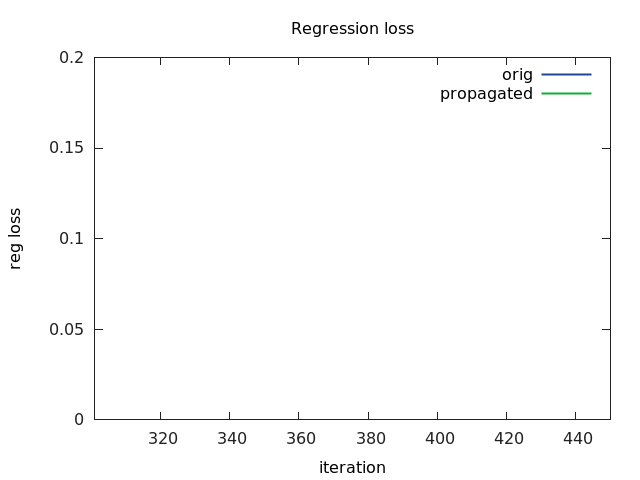 Regression loss
0.2
orig
propagated
0.15
0.1
reg loss
0.05
0
320 340 360 380 400 420 440
iteration